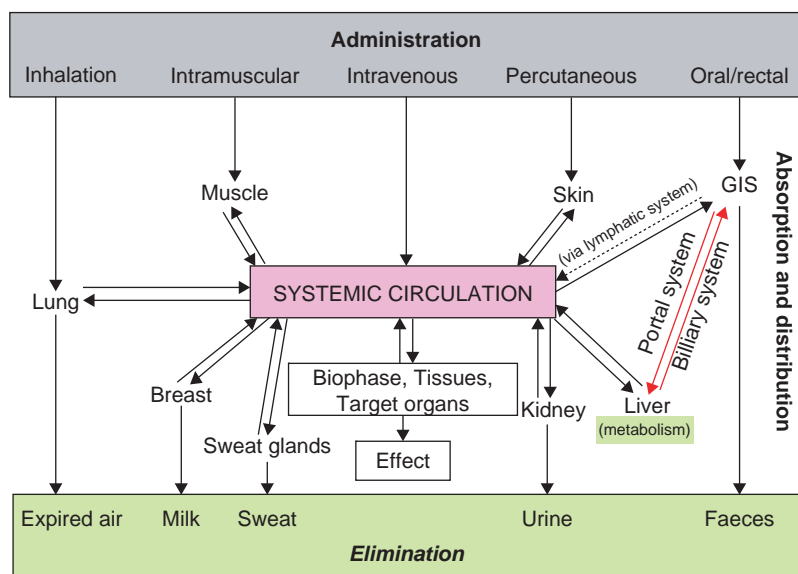 Administration
Inhalation
Intramuscular
Intravenous
Percutaneous
Oral/rectal
Absorption and distribution
Muscle
Skin
GIS
(via lymphatic system)
Portal system
Billiary system
Lung
SYSTEMIC CIRCULATION
Breast
Sweat glands
Biophase, Tissues,
Target organs
Effect
Kidney
Liver
(metabolism)
Expired air
Milk
Sweat
Urine
Faeces
Elimination